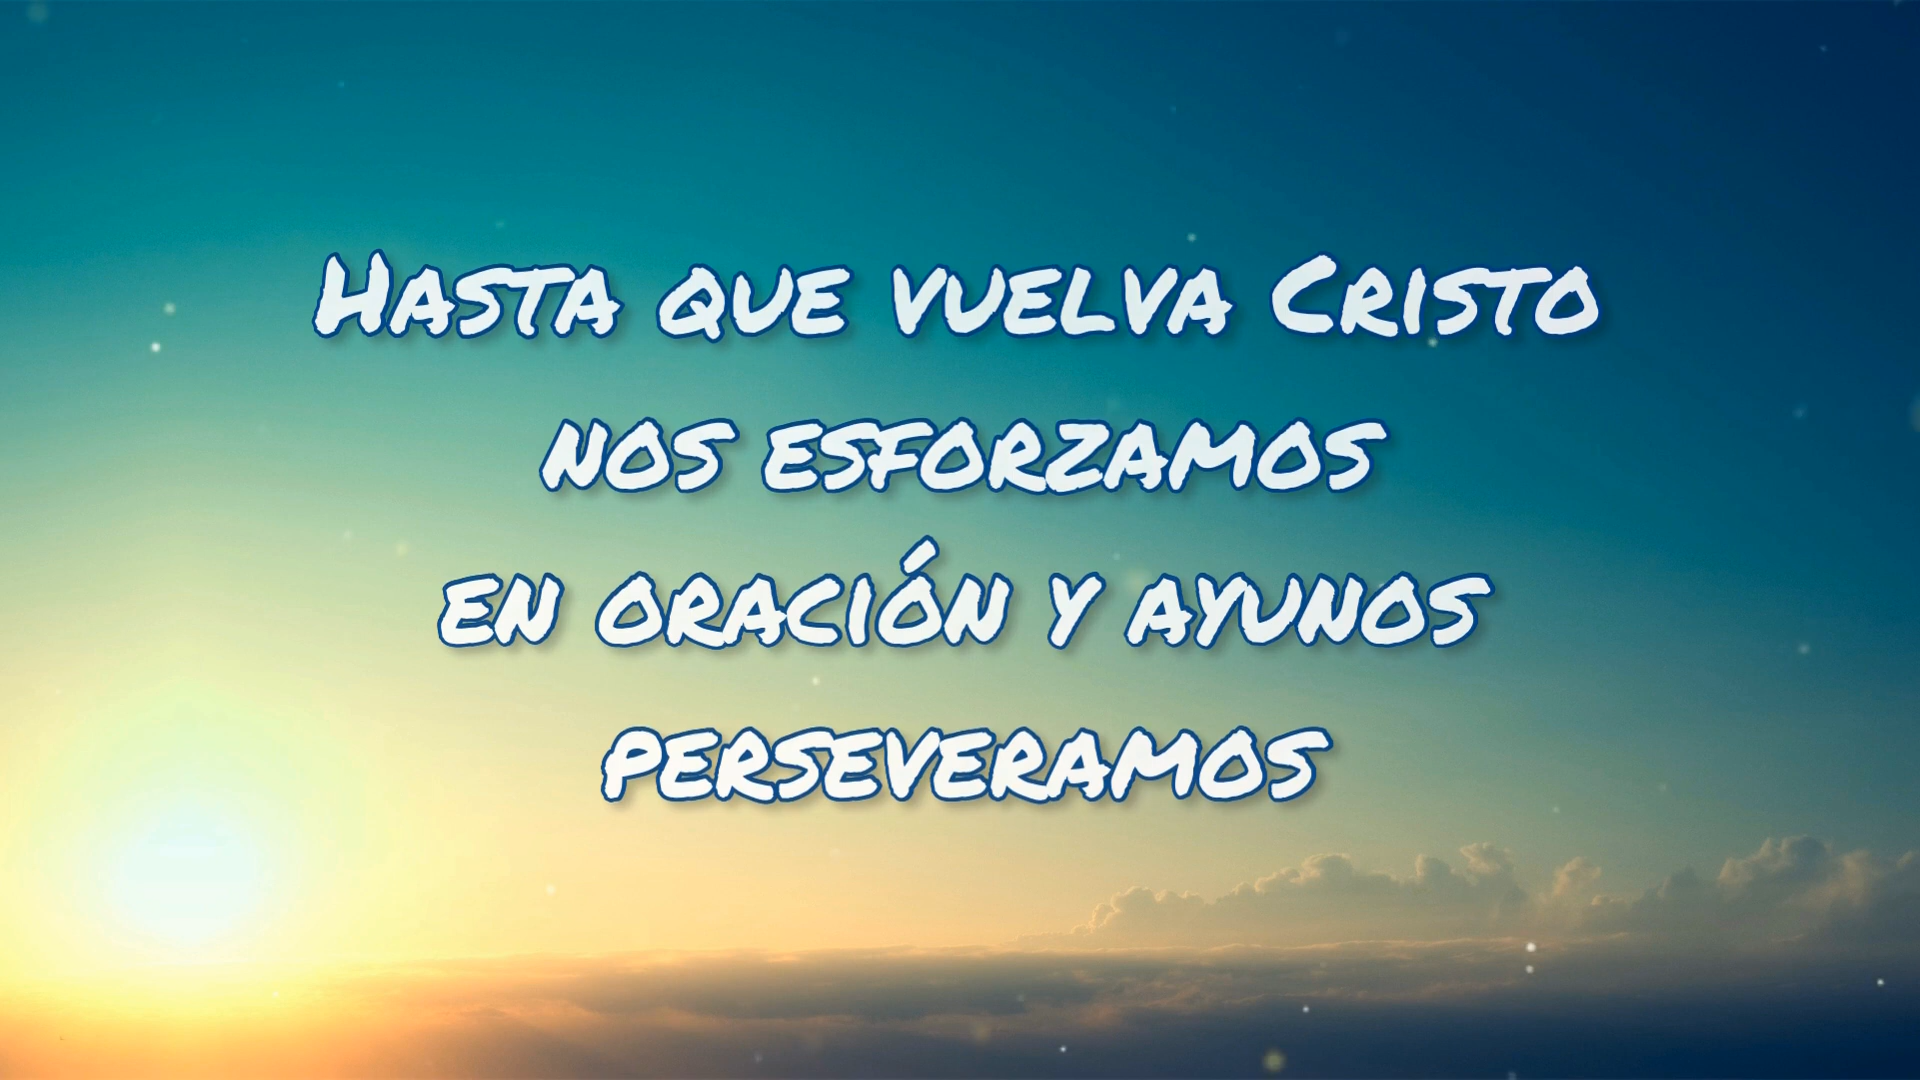 Hasta que vuelva Cristo
nos esforzamos
en oración y ayunos
perseveramos